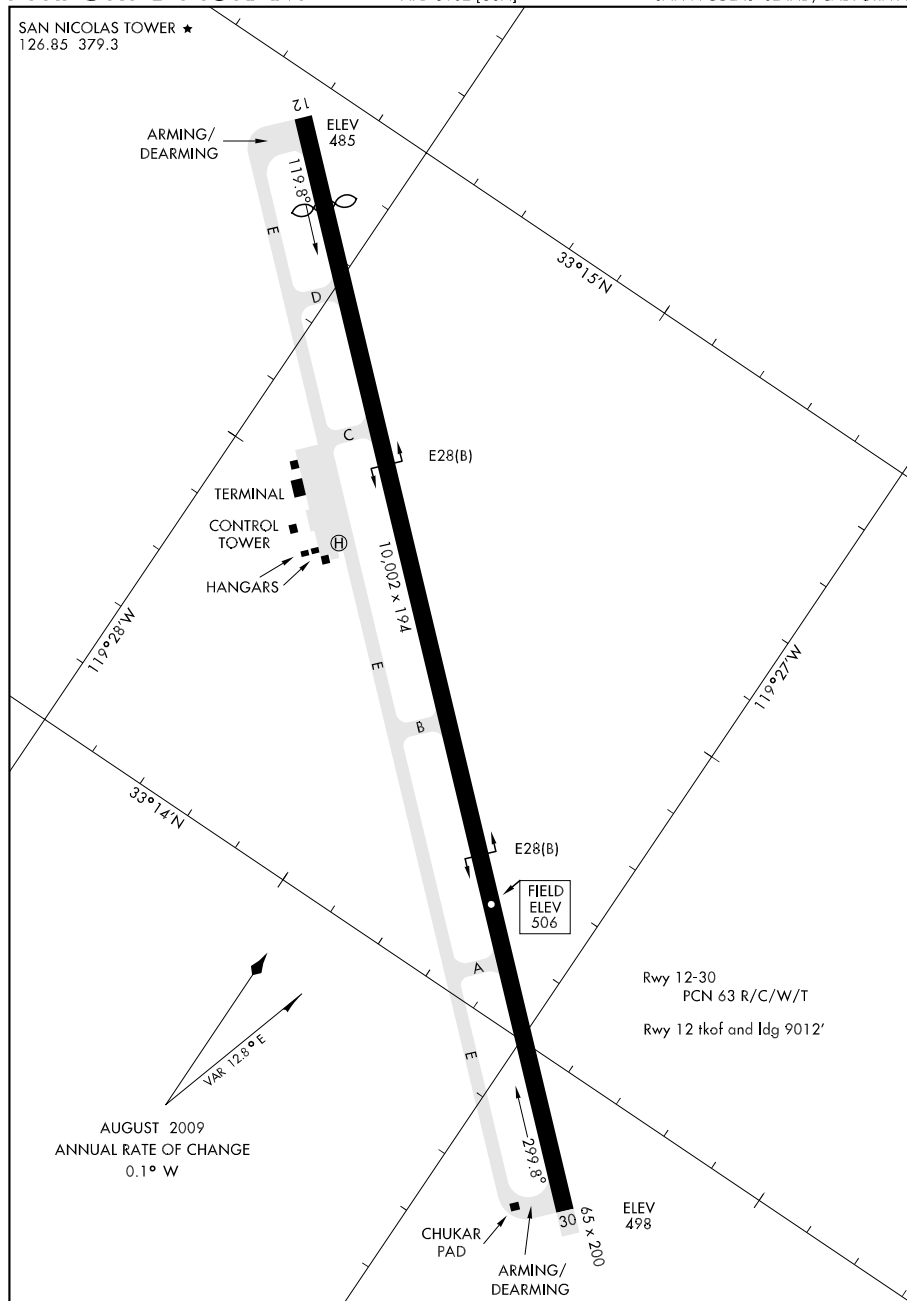 SAN NICOLAS TOWER ★
126.85 379.3
12
ELEV
485
ARMING/
DEARMING
119.8°
E
D
33°15'N
C
E28(B)
TERMINAL
CONTROL
TOWER
H
HANGARS
10,002 x 194
119°28'W
E
119°27'W
B
33°14'N
E28(B)
FIELD
ELEV
506
A
Rwy 12-30
PCN 63 R/C/W/T
Rwy 12 tkof and ldg 9012'
E
VAR 12.8° E
AUGUST 2009
ANNUAL RATE OF CHANGE
0.1° W
299.8°
30
65 x 200
ELEV
498
CHUKAR
PAD
ARMING/
DEARMING